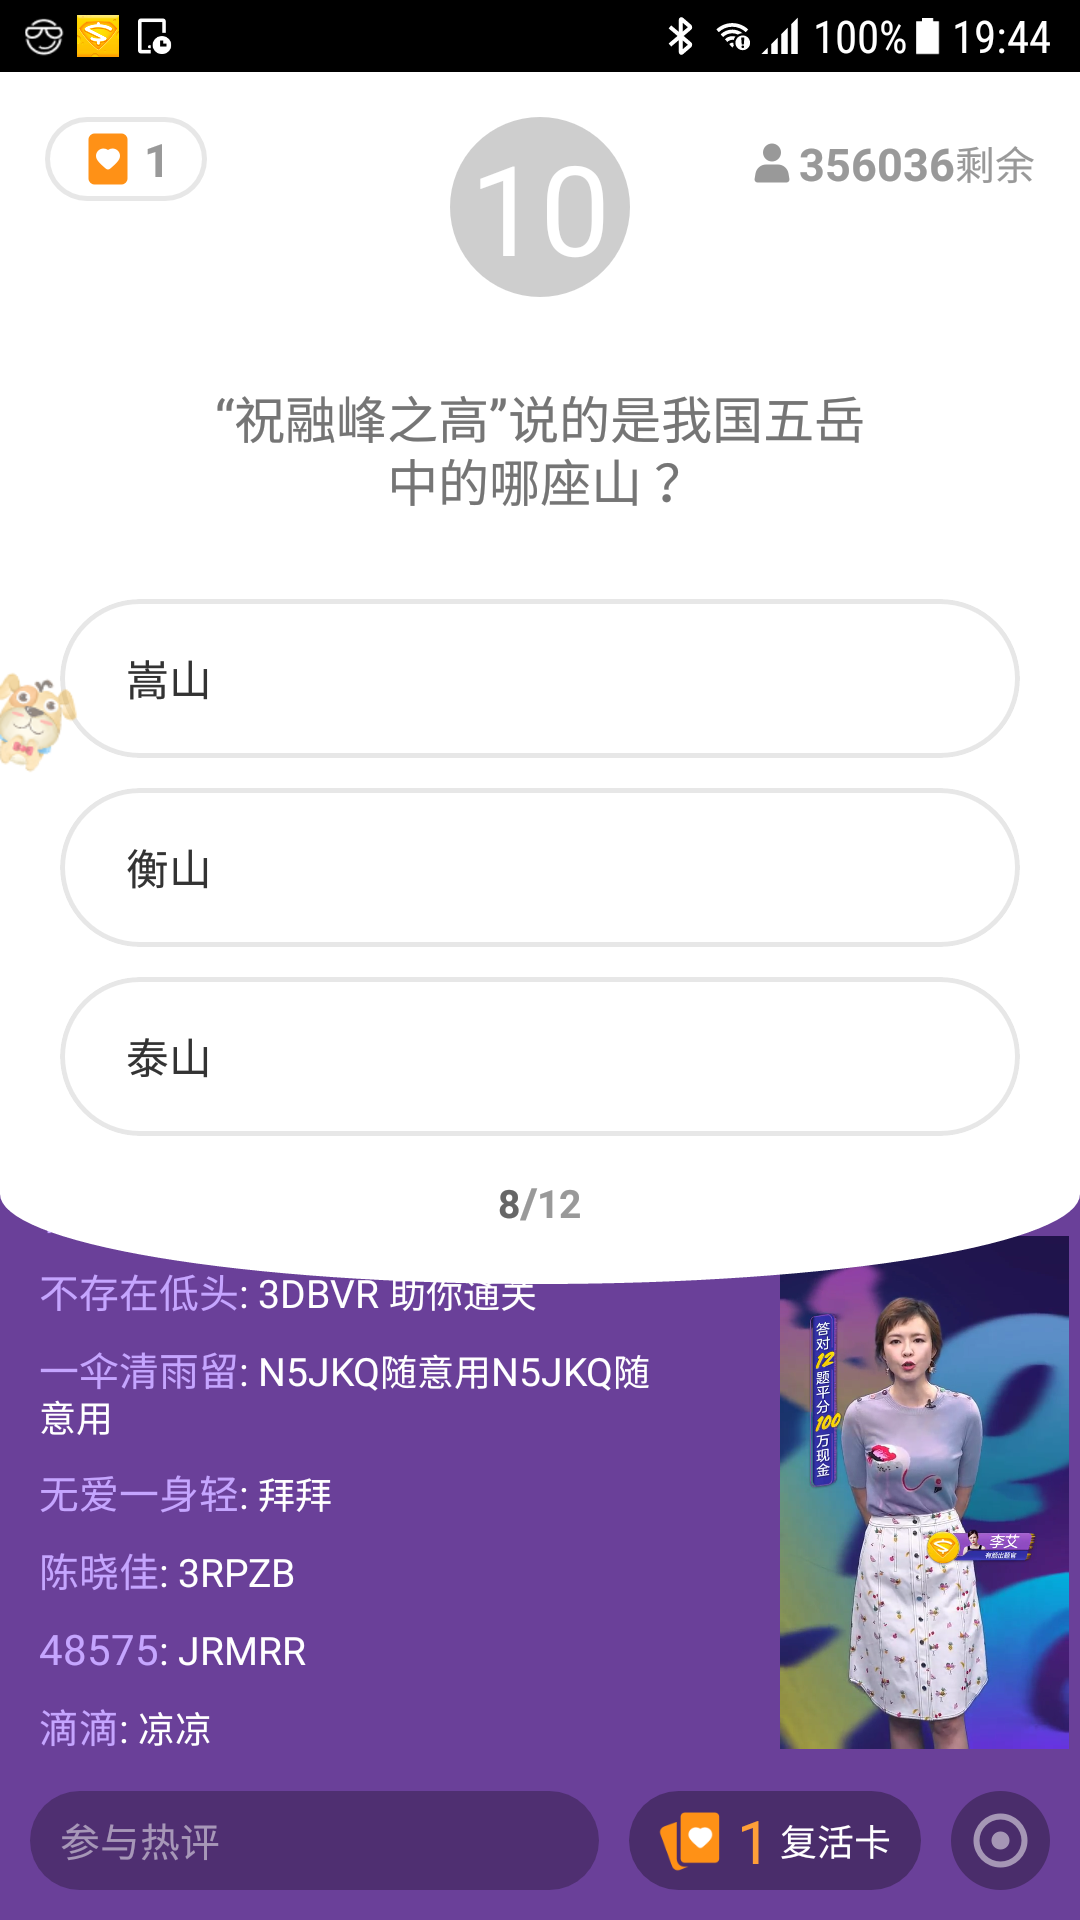 100% 19:44
1
10
356036剩余
“祝融峰之高”说的是我国五岳
中的哪座山？
嵩山
衡山
泰山
8/12
不存在低头: 3DBVR 助你通关
一伞清雨留: N5JKQ随意用N5JKQ随
意用
无爱一身轻: 拜拜
陈晓佳: 3RPZB
48575: JRMRR
滴滴: 凉凉
答对12题平分100万现金
李艾
有颜出题官
参与热评
1 复活卡